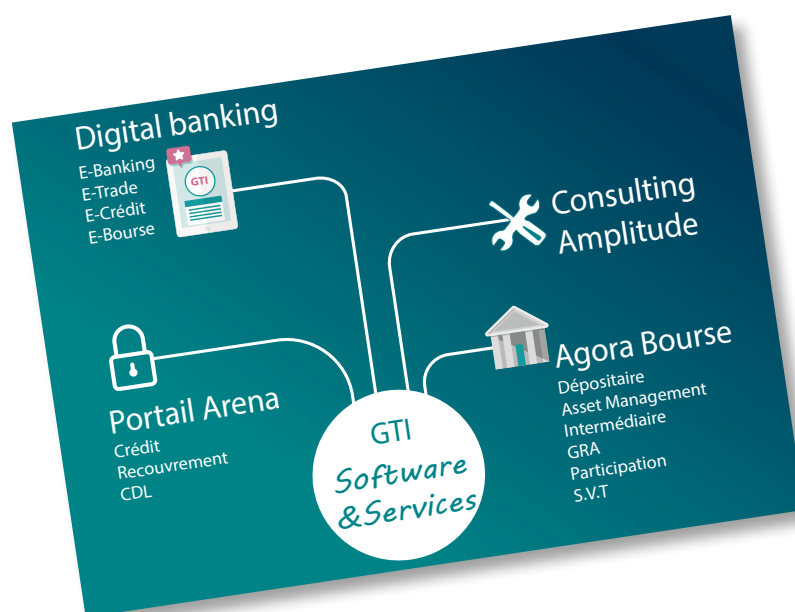 Digital banking
E-Banking
E-Trade
E-Crédit
E-Bourse
GTI
Consulting
Amplitude
Portail Arena
Crédit
Recouvrement
CDL
Agora Bourse
Dépositaire
Asset Management
Intermédiaire
GRA
Participation
S.V.T
GTI
Software
&Services